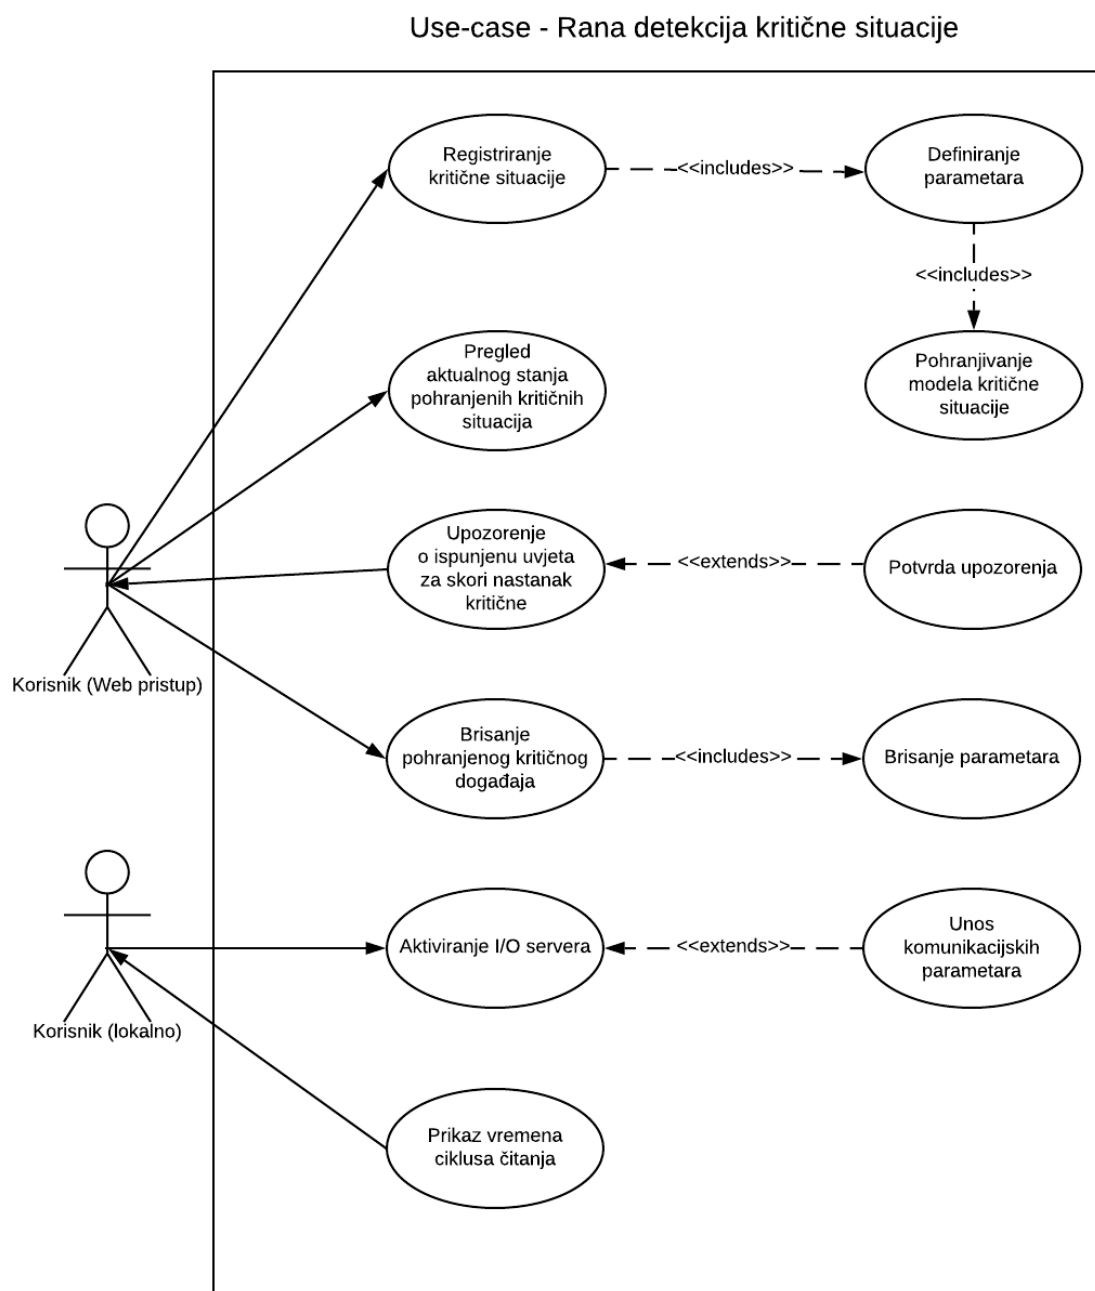 Use-case - Rana detekcija kritične situacije
Registriranje
kritične situacije
<<includes>>
Definiranje
parametara
<<includes>>
Pregled
aktualnog stanja
pohranjenih kritičnih
situacija
Pohranjivanje
modela kritične
situacije
Upozorenje
o ispunjenu uvjeta
za skori nastanak
kritične
<<extends>>
Potvrda upozorenja
Korisnik (Web pristup)
Brisanje
pohranjenog kritičnog
događaja
<<includes>>
Brisanje parametara
Aktiviranje I/O servera
<<extends>>
Unos
komunikacijskih
parametara
Korisnik (lokalno)
Prikaz vremena
ciklusa čitanja